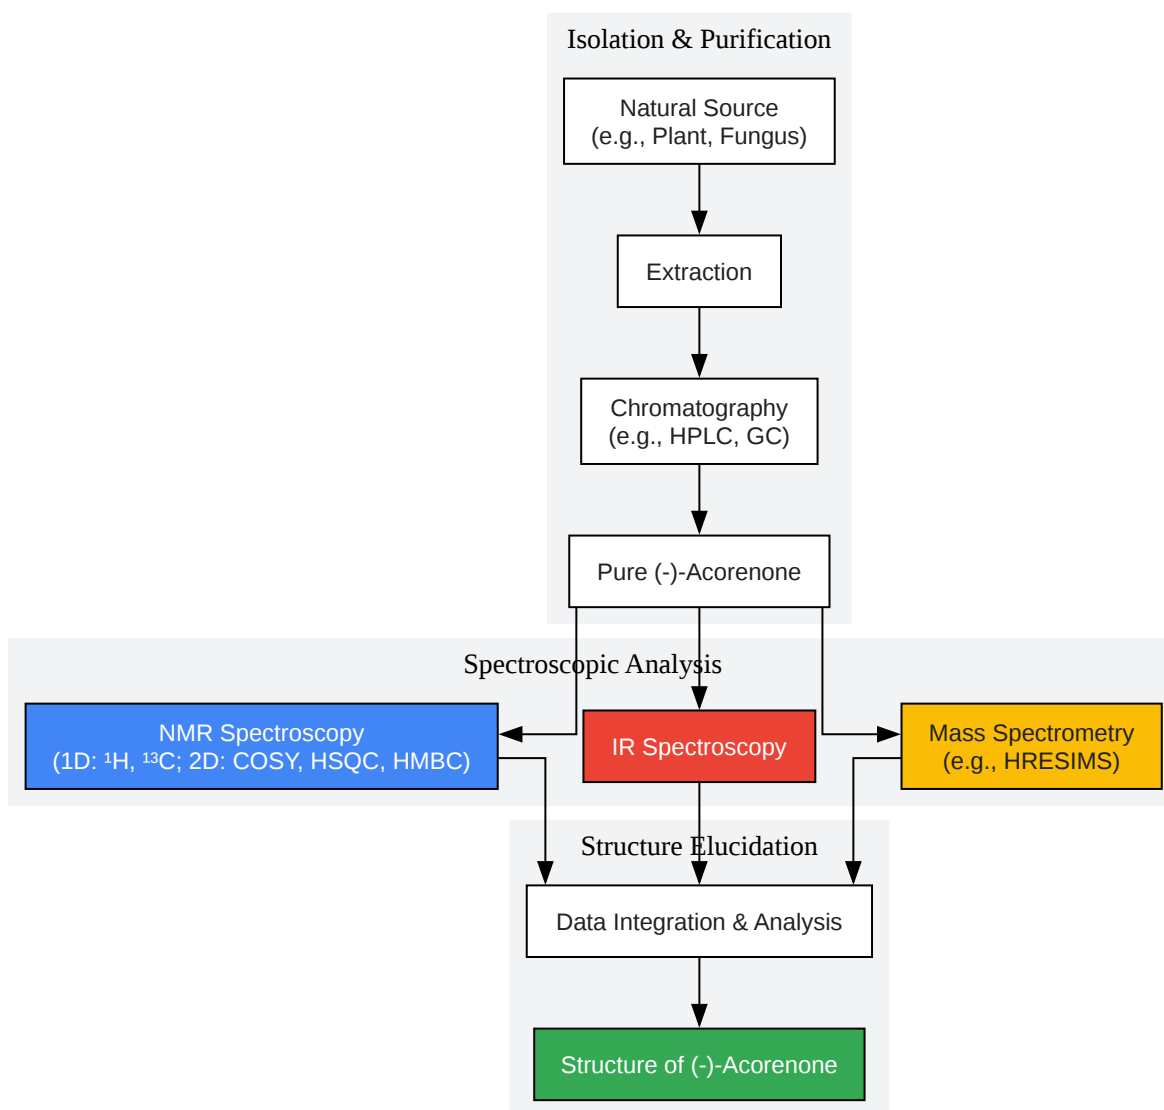 Isolation & Purification
Natural Source
(e.g., Plant, Fungus)
Extraction
Chromatography
(e.g., HPLC, GC)
Pure (-)-Acorenone
Spectroscopic Analysis
NMR Spectroscopy
(1D: ¹H, ¹³C; 2D: COSY, HSQC, HMBC)
IR Spectroscopy
Mass Spectrometry
(e.g., HRESIMS)
Structure Elucidation
Data Integration & Analysis
Structure of (-)-Acorenone